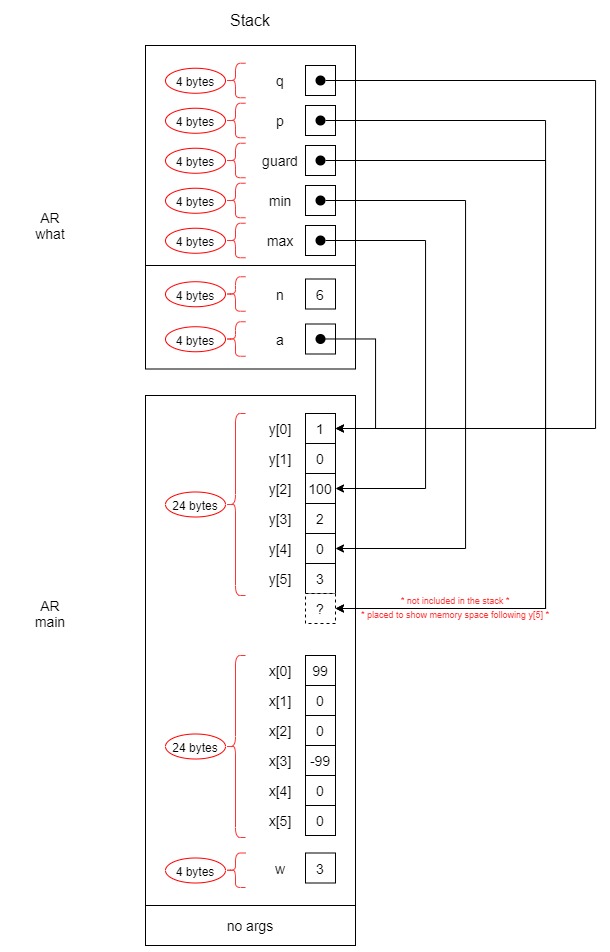 Stack
4 bytes q
4 bytes p
4 bytes guard
4 bytes min
4 bytes max
AR
what
4 bytes n 6
4 bytes a
y[0] 1
y[1] 0
y[2] 100
24 bytes
y[3] 2
y[4] 0
y[5] 3
? * not included in the stack *
* placed to show memory space following y[5] *
AR
main
x[0] 99
x[1] 0
x[2] 0
24 bytes
x[3] -99
x[4] 0
x[5] 0
4 bytes w 3
no args